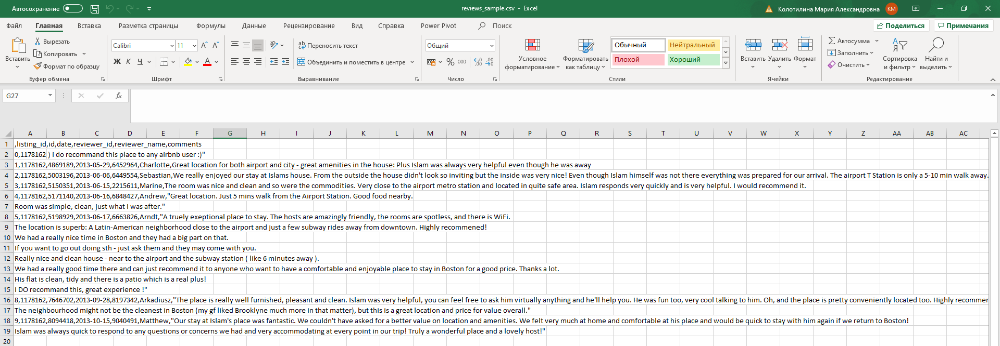 Автосохранение
reviews_sample.csv - Excel
Колотилина Мария Александровна КМ
Файл Главная Вставка Разметка страницы Формулы Данные Рецензирование Вид Справка Power Pivot Поиск
Поделиться Примечания
Вставить
Вырезать
Копировать
Формат по образцу
Буфер обмена
Calibri 11
Ж К Ч
Шрифт
Переносить текст
Объединить и поместить в центре
Выравнивание
Общий
% 000
Число
Условное форматирование
Форматировать как таблицу
Обычный Нейтральный
Плохой Хороший
Стили
Вставить Удалить Формат
Ячейки
Автосумма
Заполнить
Очистить
Сортировка и фильтр
Найти и выделить
Редактирование
G27 fx
A B C D E F G H I J K L M N O P Q R S T U V W X Y Z AA AB AC
1 ,listing_id,id,date,reviewer_id,reviewer_name,comments
2 0,1178162 ) i do recommand this place to any airbnb user :)"
3 1,1178162,4869189,2013-05-29,6452964,Charlotte,Great location for both airport and city - great amenities in the house: Plus Islam was always very helpful even though he was away
4 2,1178162,5003196,2013-06-06,6449554,Sebastian,We really enjoyed our stay at Islams house. From the outside the house didn't look so inviting but the inside was very nice! Even though Islam himself was not there everything was prepared for our arrival. The airport T Station is only a 5-10 min walk away.
5 3,1178162,5150351,2013-06-15,2215611,Marine,The room was nice and clean and so were the commodities. Very close to the airport metro station and located in quite safe area. Islam responds very quickly and is very helpful. I would recommend it.
6 4,1178162,5171140,2013-06-16,6848427,Andrew,"Great location. Just 5 mins walk from the Airport Station. Good food nearby.
7 Room was simple, clean, just what I was after."
8 5,1178162,5198929,2013-06-17,6663826,Arndt,"A truely exeptional place to stay. The hosts are amazingly friendly, the rooms are spotless, and there is WiFi.
9 The location is superb: A Latin-American neighborhood close to the airport and just a few subway rides away from downtown. Highly recommened!
10 We had a really nice time in Boston and they had a big part on that.
11 If you want to go out doing sth - just ask them and they may come with you.
12 Really nice and clean house - near to the airport and the subway station ( like 6 minutes away ).
13 We had a really good time there and can just recommend it to anyone who want to have a comfortable and enjoyable place to stay in Boston for a good price. Thanks a lot.
14 His flat is clean, tidy and there is a patio which is a real plus!
15 I DO recommand this, great experience !"
16 8,1178162,7646702,2013-09-28,8197342,Arkadiusz,"The place is really well furnished, pleasant and clean. Islam was very helpful, you can feel free to ask him virtually anything and he'll help you. He was fun too, very cool talking to him. Oh, and the place is pretty conveniently located too. Highly recommer
17 The neighbourhood might not be the cleanest in Boston (my gf liked Brooklyne much more in that matter), but this is a great location and price for value overall."
18 9,1178162,8094418,2013-10-15,9040491,Matthew,"Our stay at Islam's place was fantastic. We couldn't have asked for a better value on location and amenities. We felt very much at home and comfortable at his place and would be quick to stay with him again if we return to Boston!
19 Islam was always quick to respond to any questions or concerns we had and very accommodating at every point in our trip! Truly a wonderful place and a lovely host!"
20